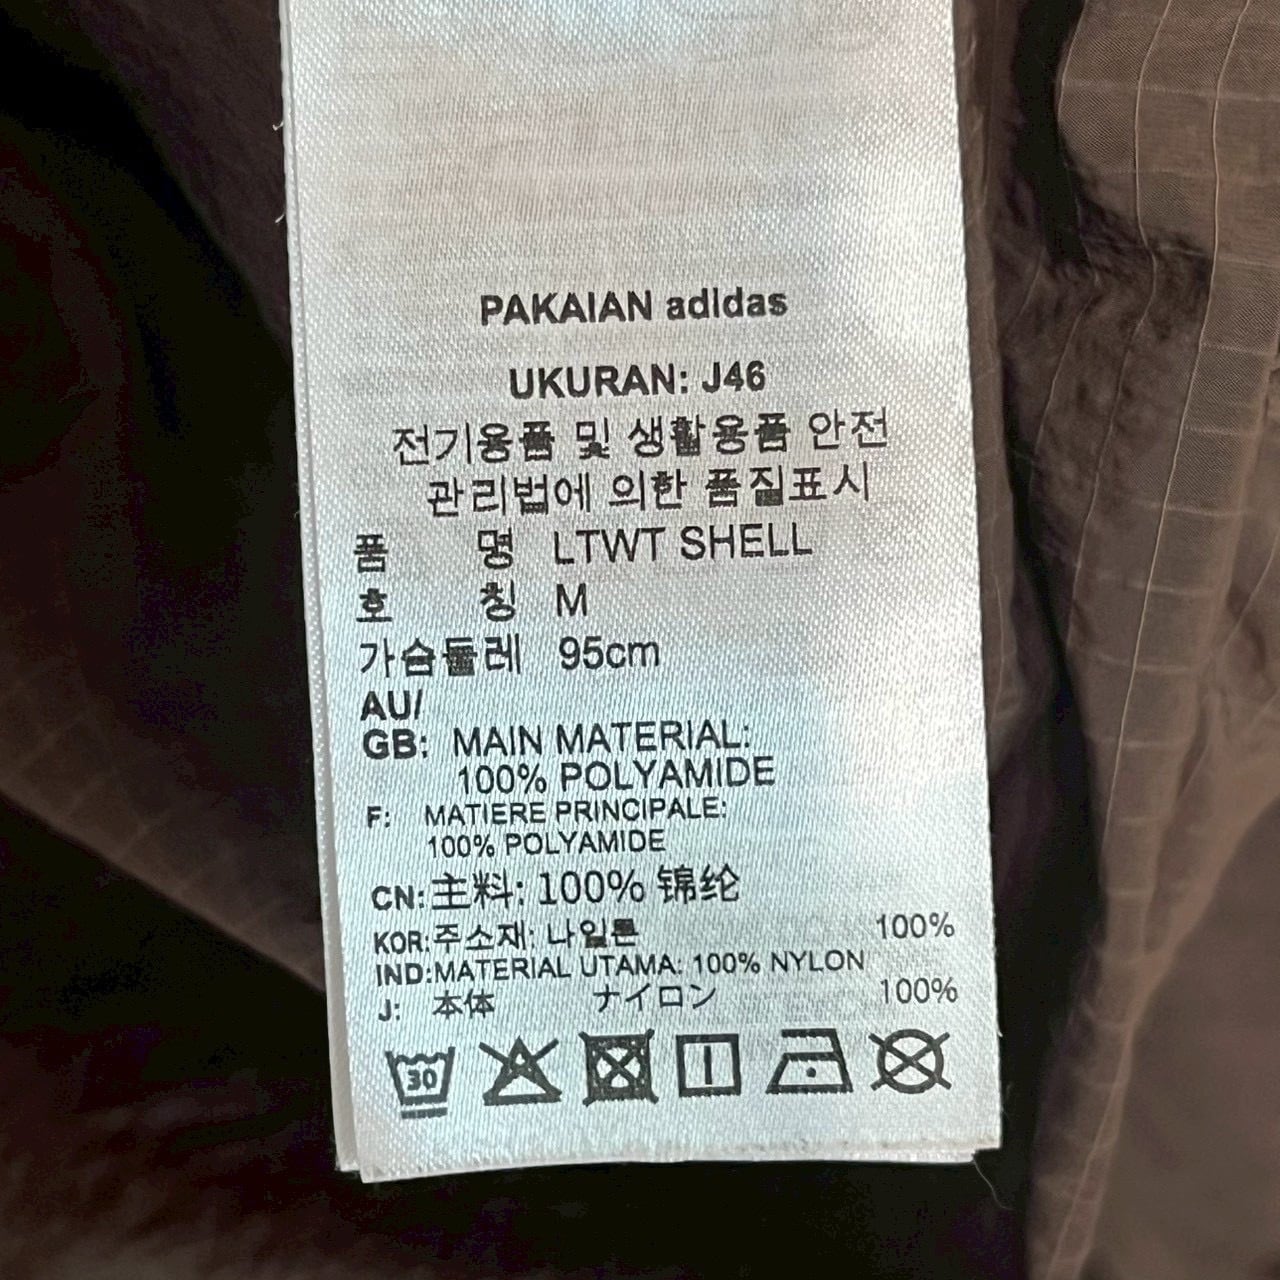 PAKAIAN adidas
UKURAN: J46
전기용품 및 생활용품 안전
관리법에 의한 품질표시
품 명 LTWT SHELL
호 칭 M
가슴둘레 95cm
AU/
GB: MAIN MATERIAL:
100% POLYAMIDE
F: MATIERE PRINCIPALE:
100% POLYAMIDE
CN: 主料: 100% 锦纶
KOR: 주소재: 나일론 100%
IND: MATERIAL UTAMA: 100% NYLON
J: 本体 ナイロン 100%
30